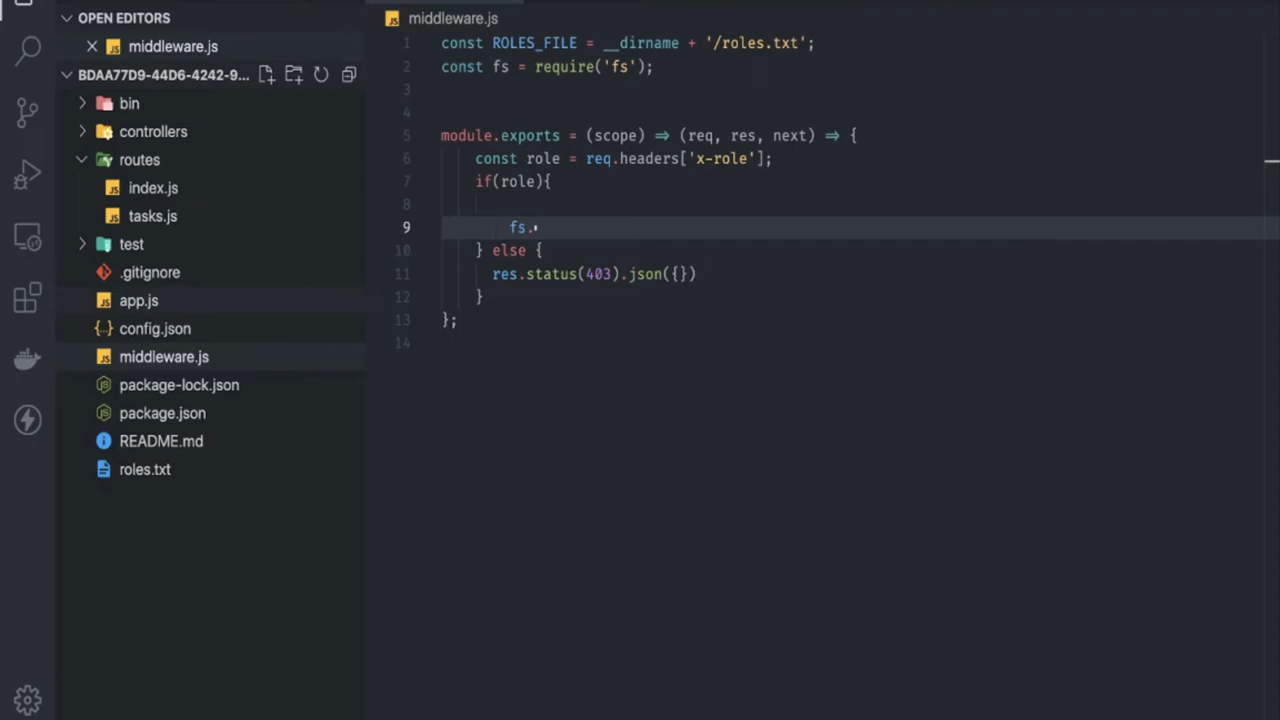 OPEN EDITORS
middleware.js
BDAA77D9-44D6-4242-9...
bin
controllers
routes
index.js
tasks.js
test
.gitignore
app.js
config.json
middleware.js
package-lock.json
package.json
README.md
roles.txt
middleware.js
1 const ROLES_FILE = __dirname + '/roles.txt';
2 const fs = require('fs');
3
4
5 module.exports = (scope) => (req, res, next) => {
6 const role = req.headers['x-role'];
7 if(role){
8
9 fs.
10 } else {
11 res.status(403).json({})
12 }
13 };
14